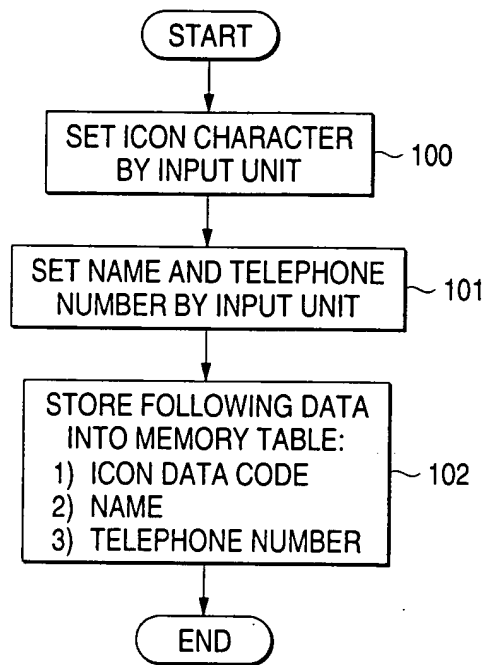 START
SET ICON CHARACTER
BY INPUT UNIT
100
SET NAME AND TELEPHONE
NUMBER BY INPUT UNIT
101
STORE FOLLOWING DATA
INTO MEMORY TABLE:
1) ICON DATA CODE
2) NAME
3) TELEPHONE NUMBER
102
END